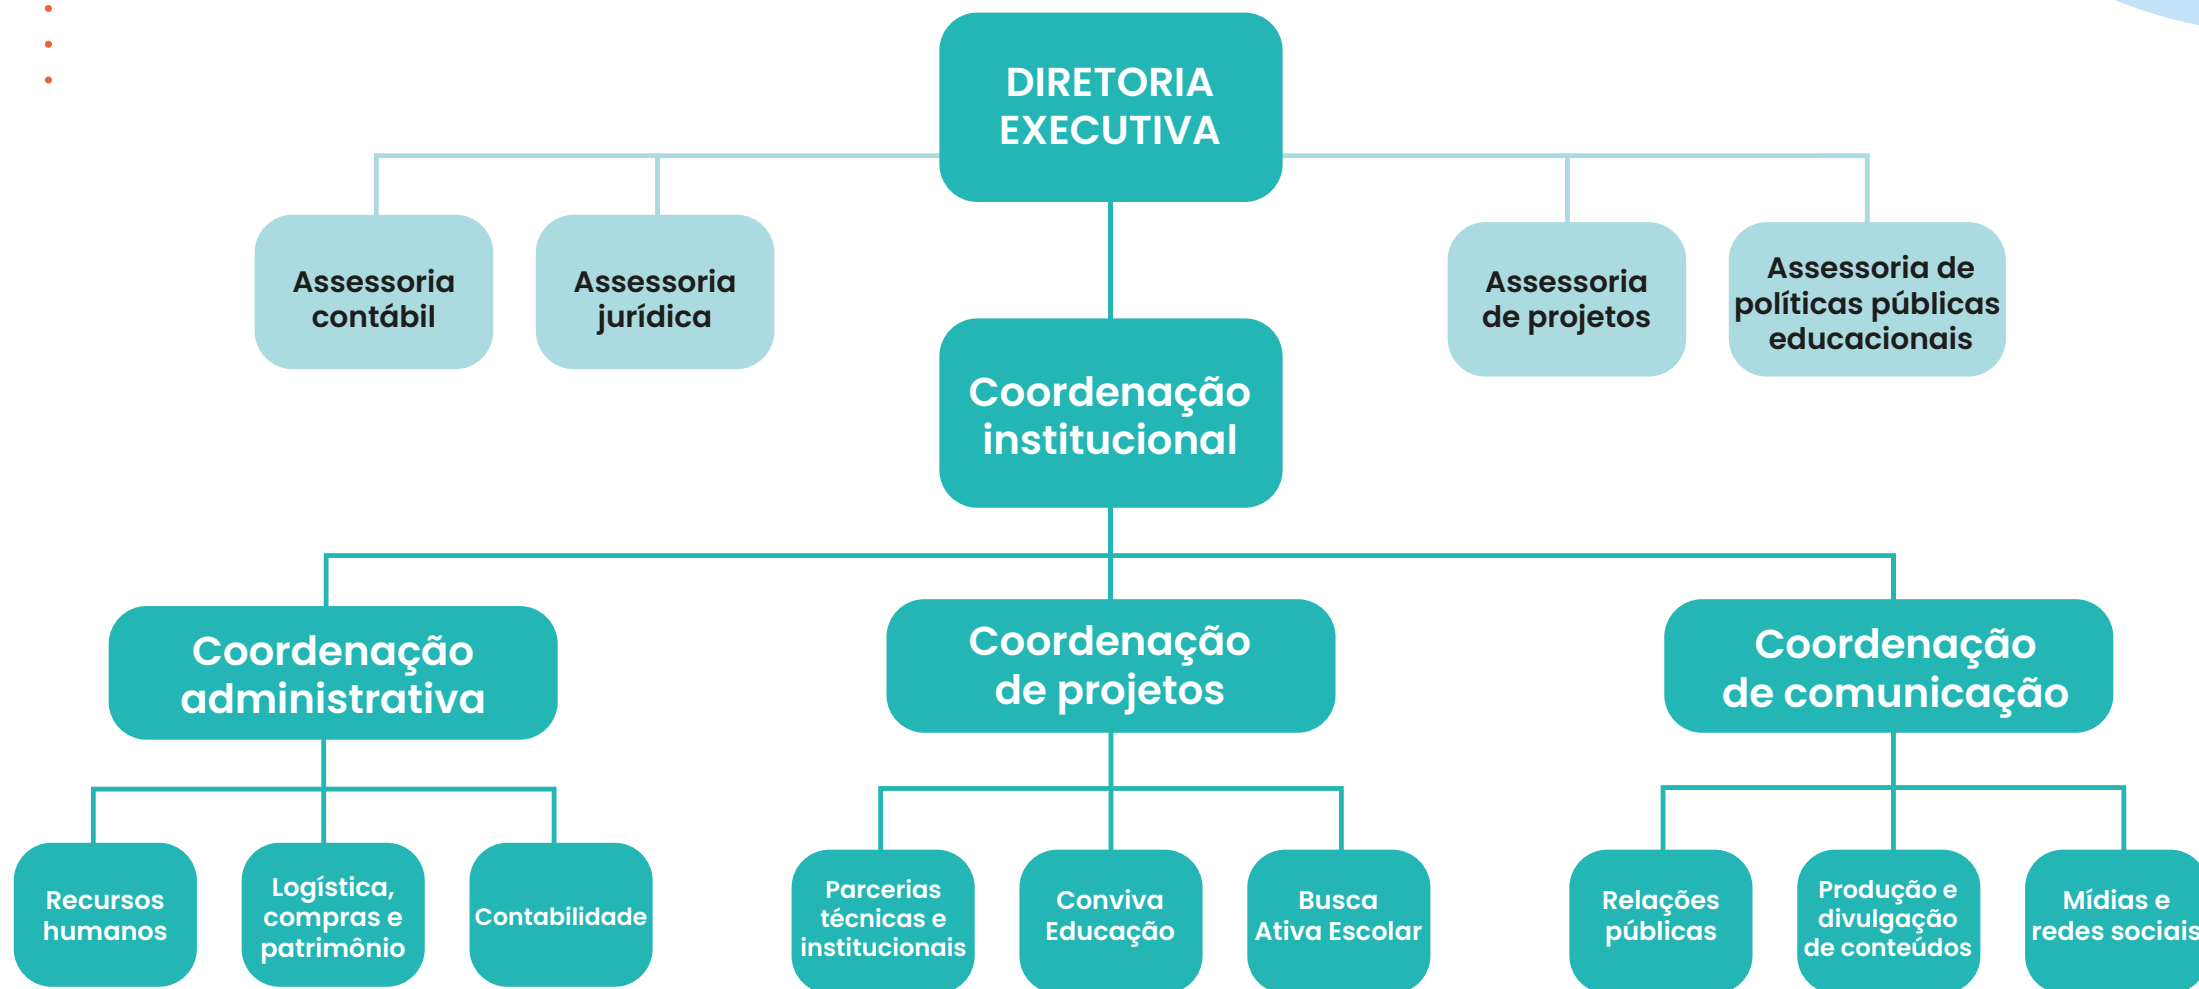 DIRETORIA
EXECUTIVA
Assessoria
contábil
Assessoria
jurídica
Assessoria
de projetos
Assessoria de
políticas públicas
educacionais
Coordenação
institucional
Coordenação
administrativa
Coordenação
de projetos
Coordenação
de comunicação
Recursos
humanos
Logística,
compras e
patrimônio
Contabilidade
Parcerias
técnicas e
institucionais
Conviva
Educação
Busca
Ativa Escolar
Relações
públicas
Produção e
divulgação
de conteúdos
Mídias e
redes sociais